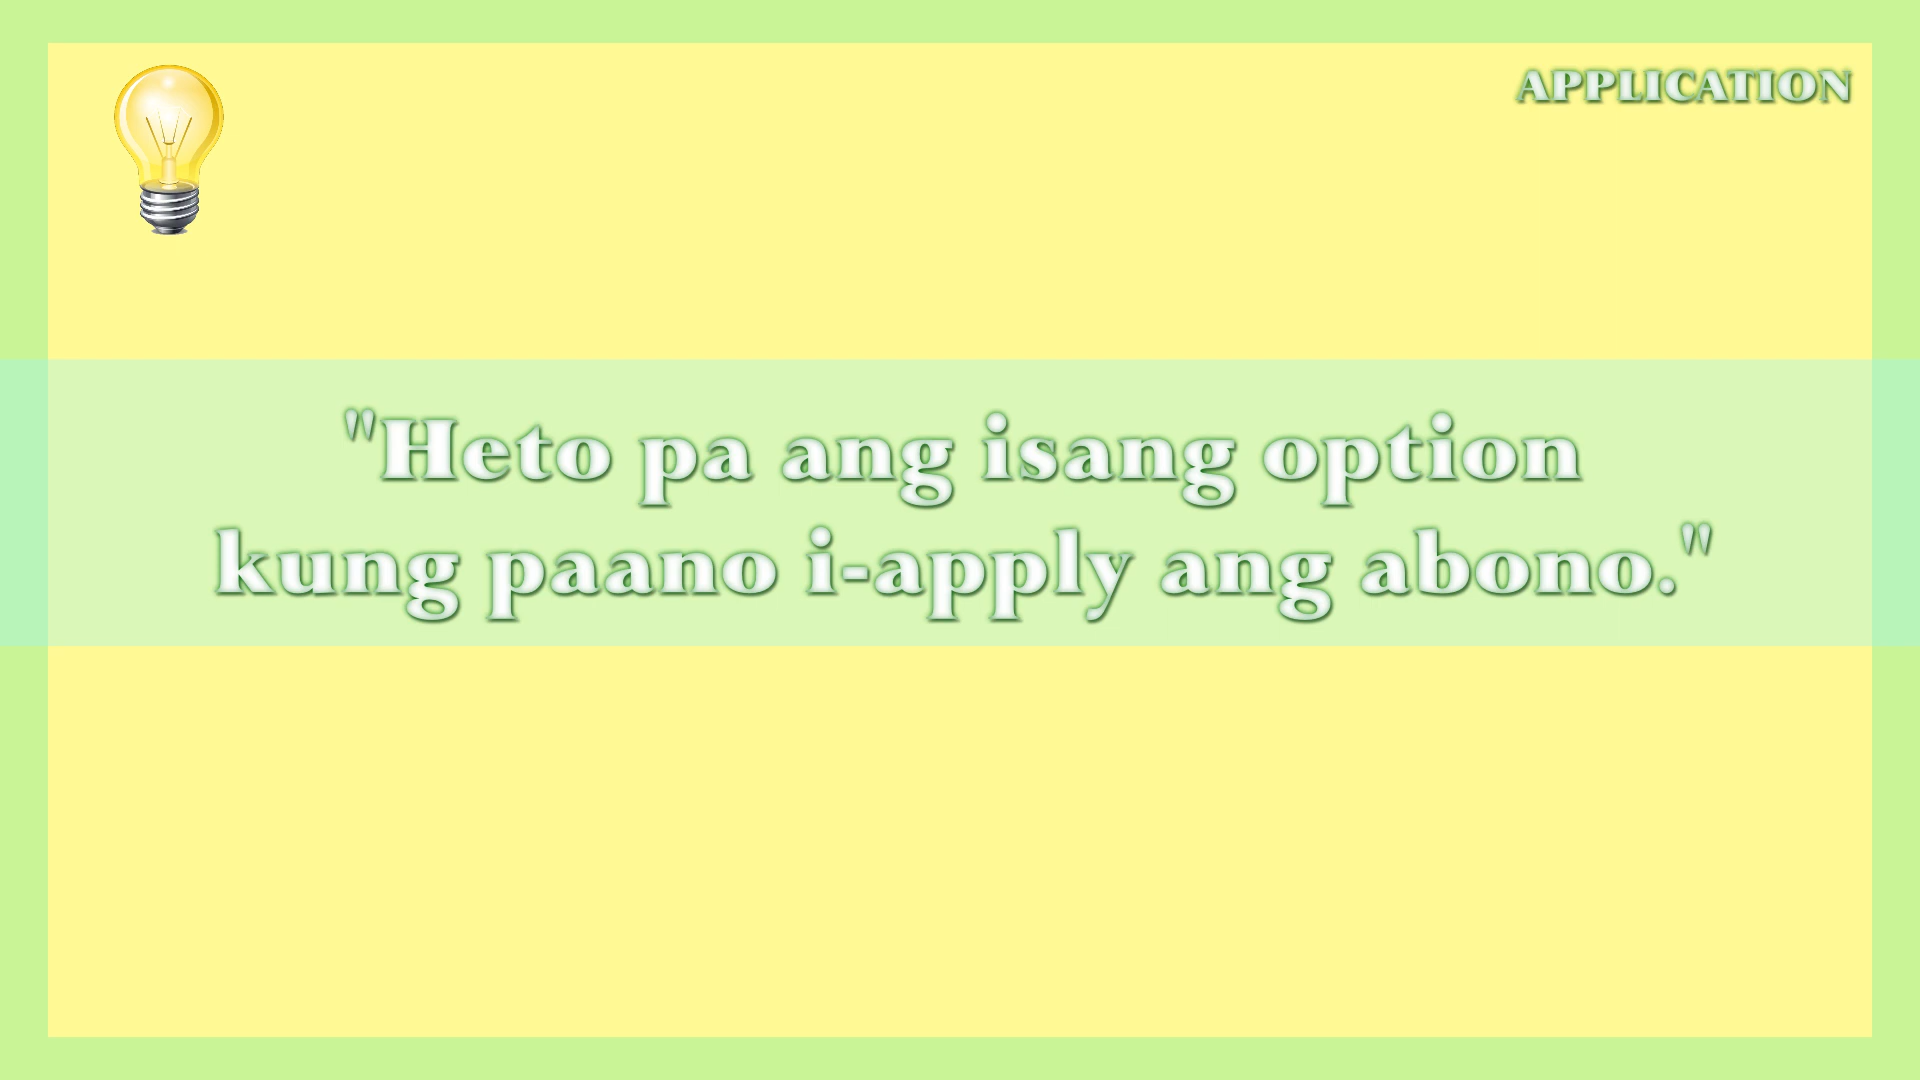 APPLICATION
"Heto pa ang isang option
kung paano i-apply ang abono."